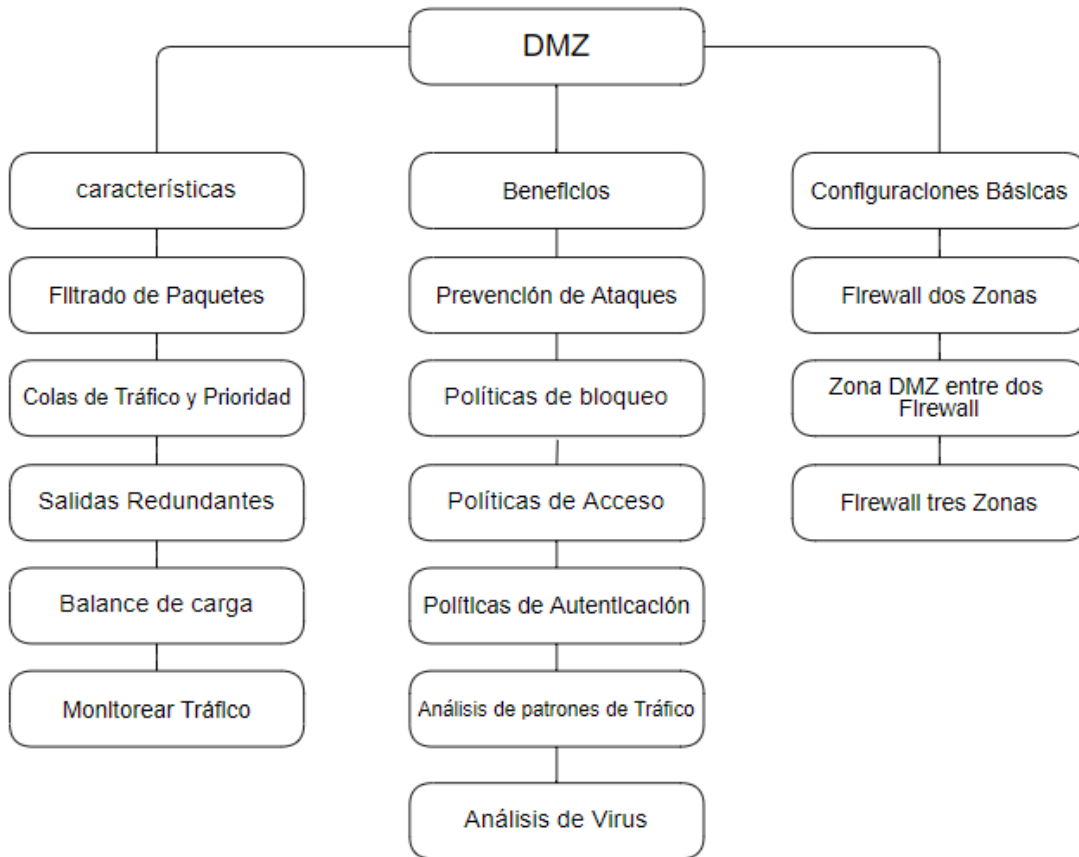 DMZ
características
Filtrado de Paquetes
Colas de Tráfico y Prioridad
Salidas Redundantes
Balance de carga
Monitorear Tráfico
Beneficios
Prevención de Ataques
Políticas de bloqueo
Políticas de Acceso
Políticas de Autenticación
Análisis de patrones de Tráfico
Análisis de Virus
Configuraciones Básicas
Firewall dos Zonas
Zona DMZ entre dos
Firewall
Firewall tres Zonas